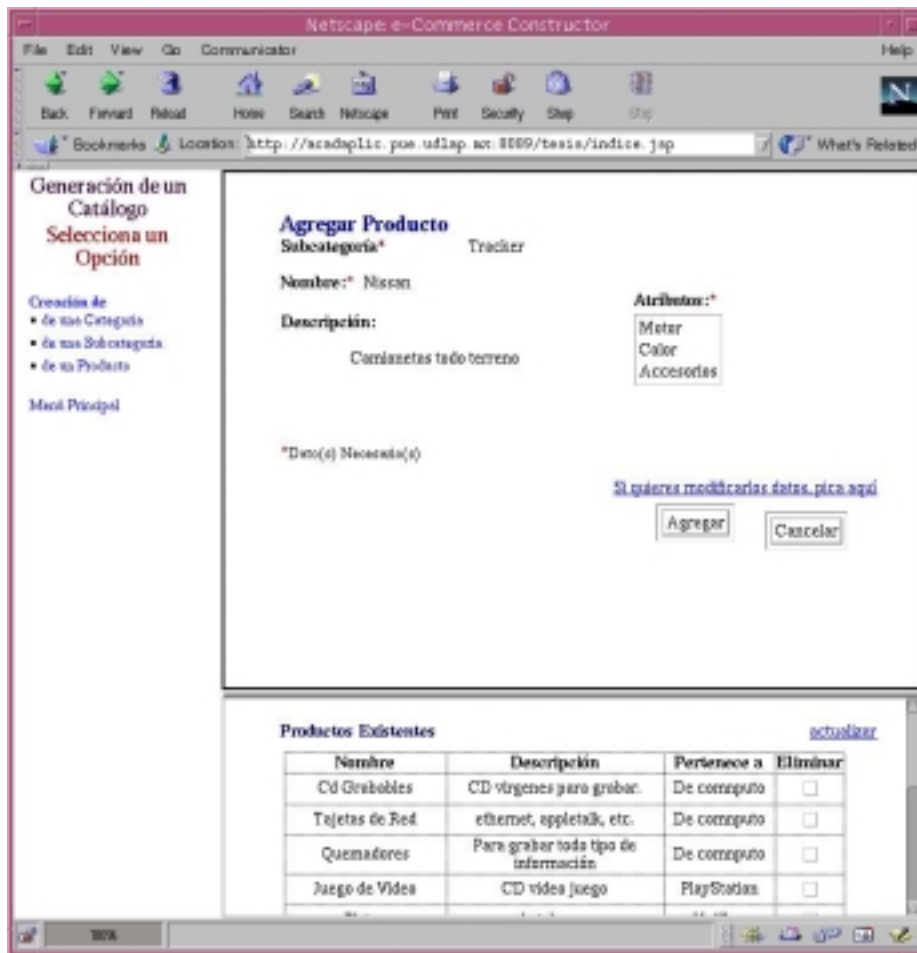 Netscape: e-Commerce Constructor
File Edit View Go Communicator Help
Back Forward Reload Home Search Netscape Print Security Shop Stop
Bookmarks Location: http://acadaplic.pue.udlap.mx:8089/tesis/indice.jsp What's Related
Generación de un
Catálogo
Selecciona un
Opción
Creación de
de una Categoría
de una Subcategoría
de un Producto
Menú Principal
Agregar Producto
Subcategoría* Tracker
Nombre:* Nissan
Atributos:*
Descripción:
Motor
Color
Accesorios
Camianetas todo terreno
*Dato(s) Necesario(s)
Si quieres modificarlos datos, pica aquí
Agregar Cancelar
Productos Existentes actualizar
Nombre Descripción Pertenece a Eliminar
Cd Grabables CD vírgenes para grabar. De comnputo
Tajetas de Red ethernet, appletalk, etc. De comnputo
Quemadores Para grabar todo tipo de información De comnputo
Juego de Video CD video juego PlayStation
100%